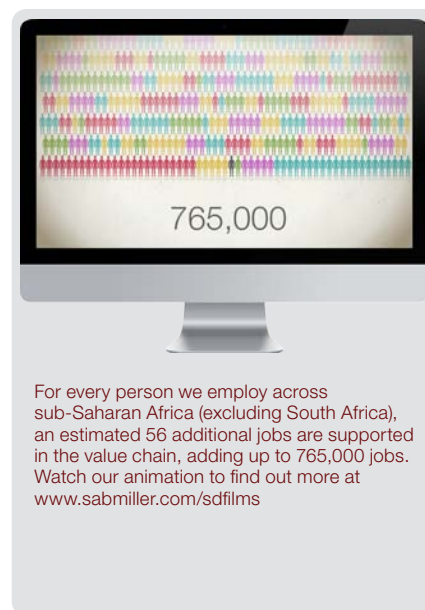 765,000
For every person we employ across
sub-Saharan Africa (excluding South Africa),
an estimated 56 additional jobs are supported
in the value chain, adding up to 765,000 jobs.
Watch our animation to find out more at
www.sabmiller.com/sdfilms